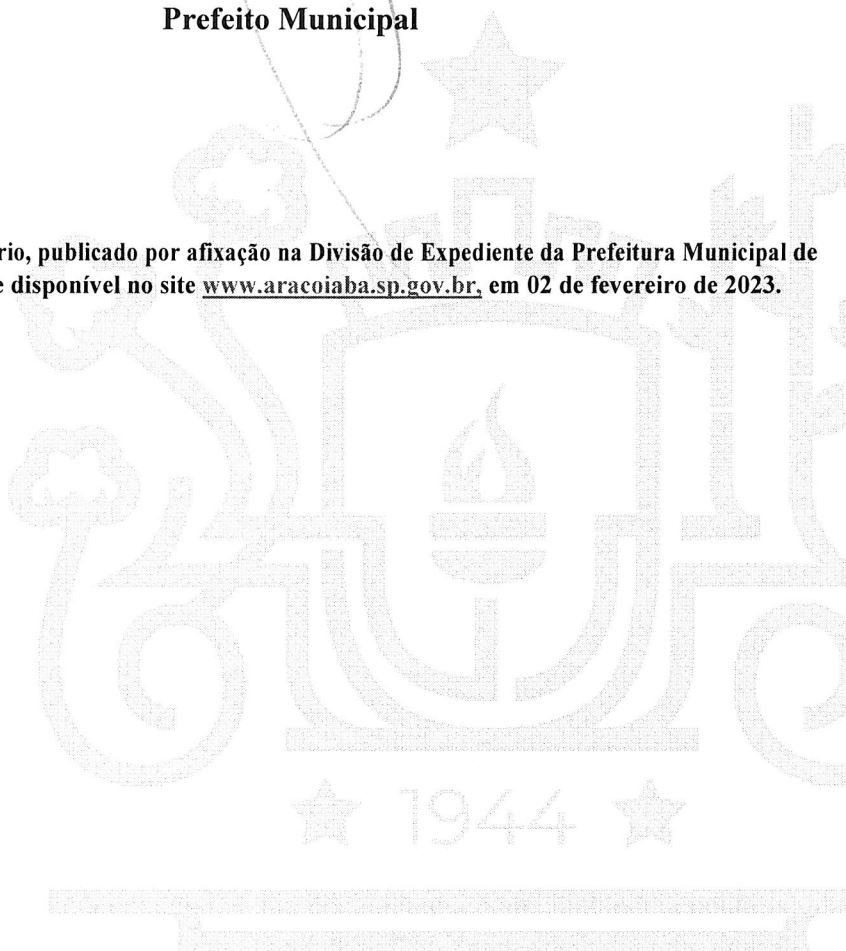 Prefeito Municipal
rio, publicado por afixação na Divisão de Expediente da Prefeitura Municipal de
e disponível no site www.aracoiaba.sp.gov.br, em 02 de fevereiro de 2023.
1944